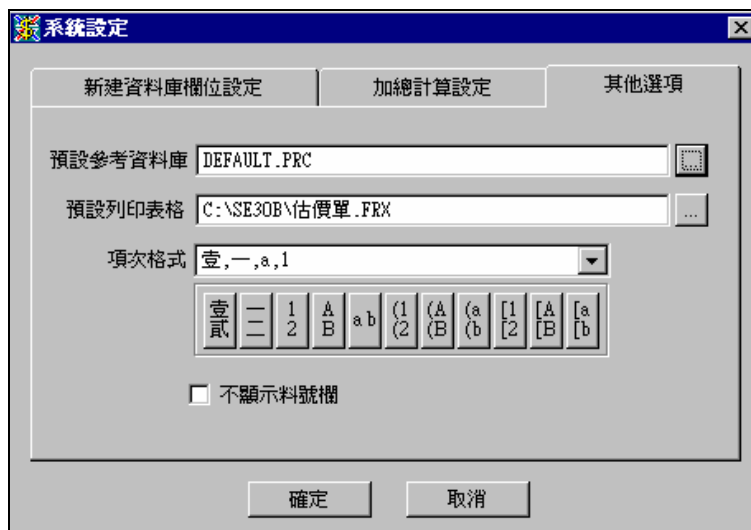 系統設定
新建資料庫欄位設定 加總計算設定 其他選項
預設參考資料庫 DEFAULT.PRC ...
預設列印表格 C:\SE30B\估價單.FRX ...
項次格式 壹,一,a,1
壹貳 一二 12 AB ab (1(2 (A(B (a(b [1[2 [A[B [a[b
不顯示料號欄
確定 取消